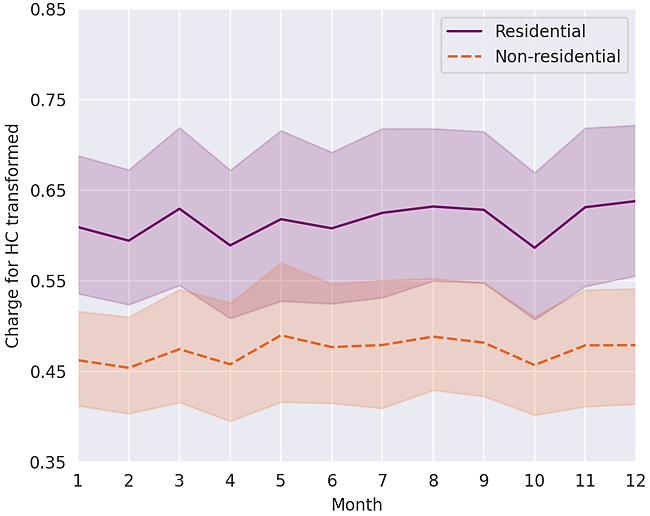 0.85
0.75
0.65
0.55
0.45
0.35
Charge for HC transformed
Residential
Non-residential
1 2 3 4 5 6 7 8 9 10 11 12
Month